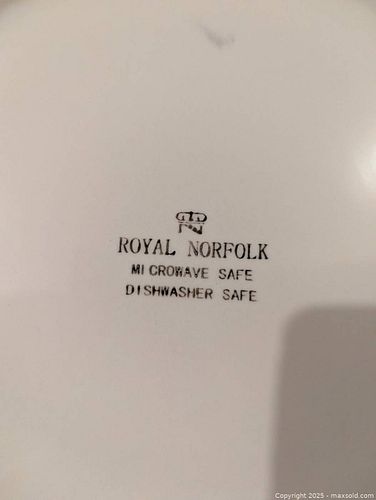 ROYAL NORFOLK
MICROWAVE SAFE
DISHWASHER SAFE
Copyright 2025 - maxsold.com